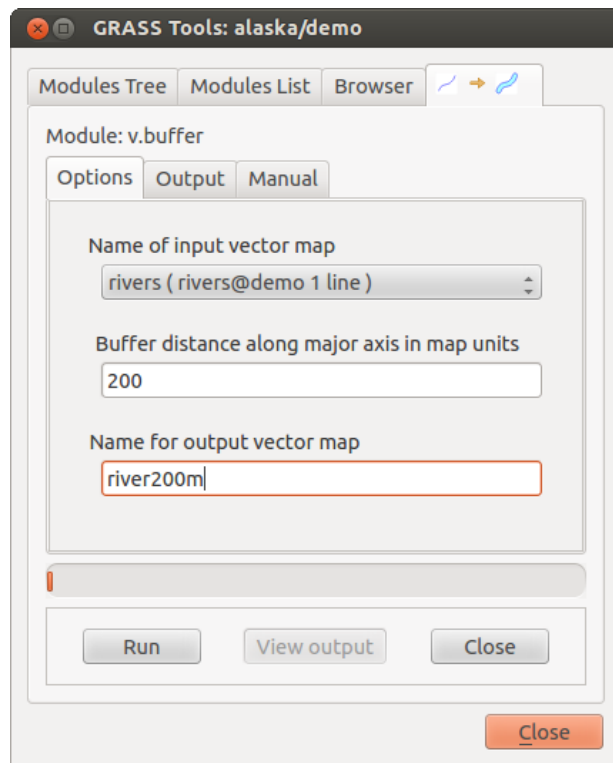 GRASS Tools: alaska/demo
Modules Tree Modules List Browser
Module: v.buffer
Options Output Manual
Name of input vector map
rivers ( rivers@demo 1 line )
Buffer distance along major axis in map units
200
Name for output vector map
river200m
Run View output Close
Close